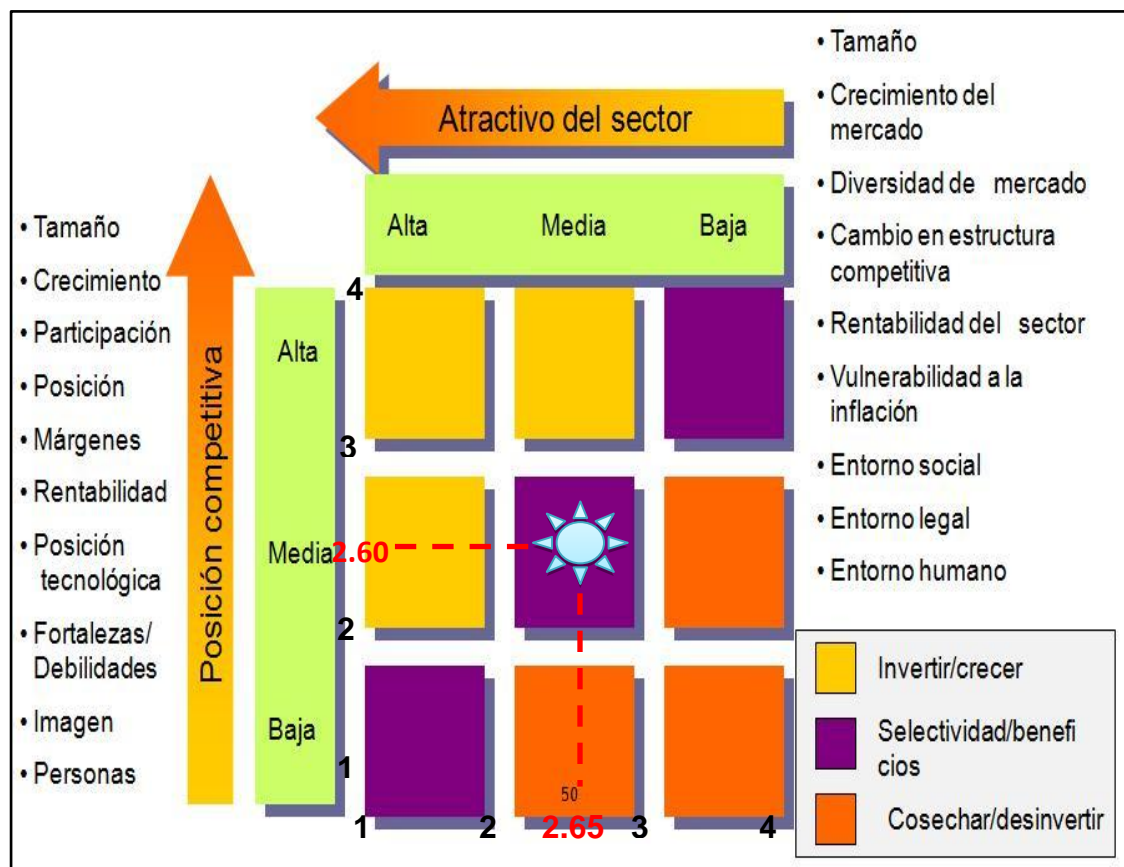 Atractivo del sector
Alta
Media
Baja
• Tamaño
• Crecimiento
• Participación
• Posición
• Márgenes
• Rentabilidad
• Posición
tecnológica
• Fortalezas/
Debilidades
• Imagen
• Personas
Posición competitiva
Alta
Media
Baja
4
3
2
1
2.60
50
1
2
2.65
3
4
• Tamaño
• Crecimiento del
mercado
• Diversidad de mercado
• Cambio en estructura
competitiva
• Rentabilidad del sector
• Vulnerabilidad a la
inflación
• Entorno social
• Entorno legal
• Entorno humano
Invertir/crecer
Selectividad/benefi
cios
Cosechar/desinvertir